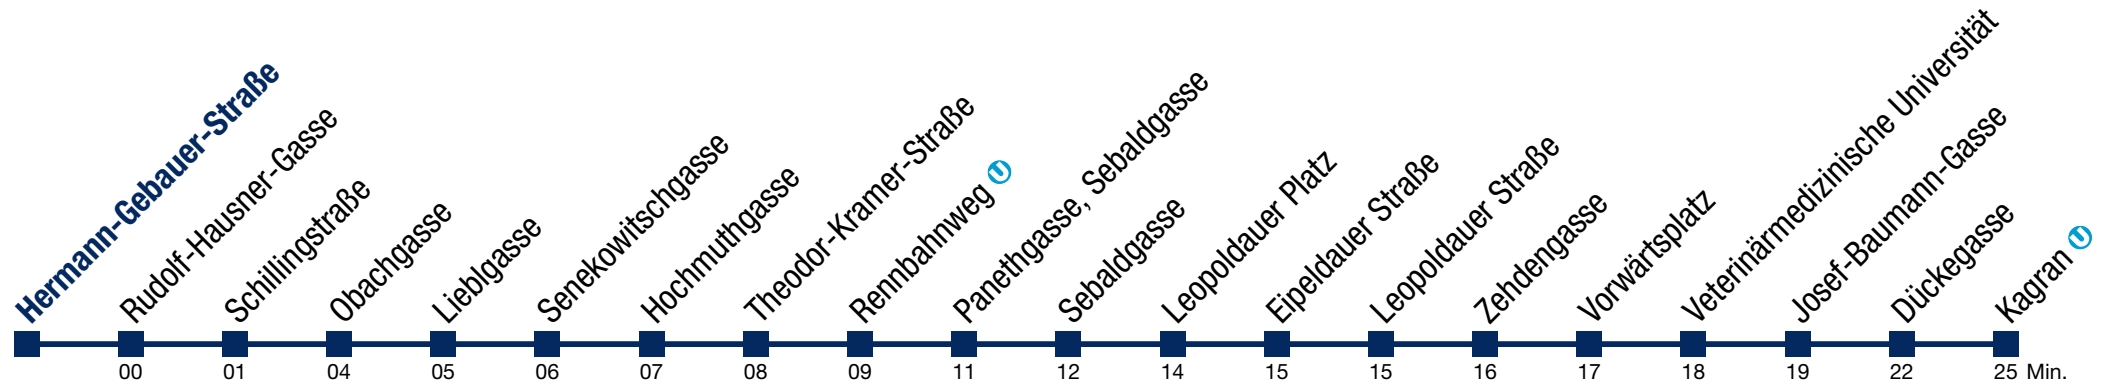 Hermann-Gebauer-Straße
Rudolf-Hausner-Gasse
Schillingstraße
Obachgasse
Lieblgasse
Senekowitschgasse
Hochmuthgasse
Theodor-Kramer-Straße
Rennbahnweg U
Panethgasse, Sebaldgasse
Sebaldgasse
Leopoldauer Platz
Eipeldauer Straße
Leopoldauer Straße
Zehdengasse
Vorwärtsplatz
Veterinärmedizinische Universität
Josef-Baumann-Gasse
Dückegasse
Kagran U
00 01 04 05 06 07 08 09 11 12 14 15 15 16 17 18 19 22 25 Min.